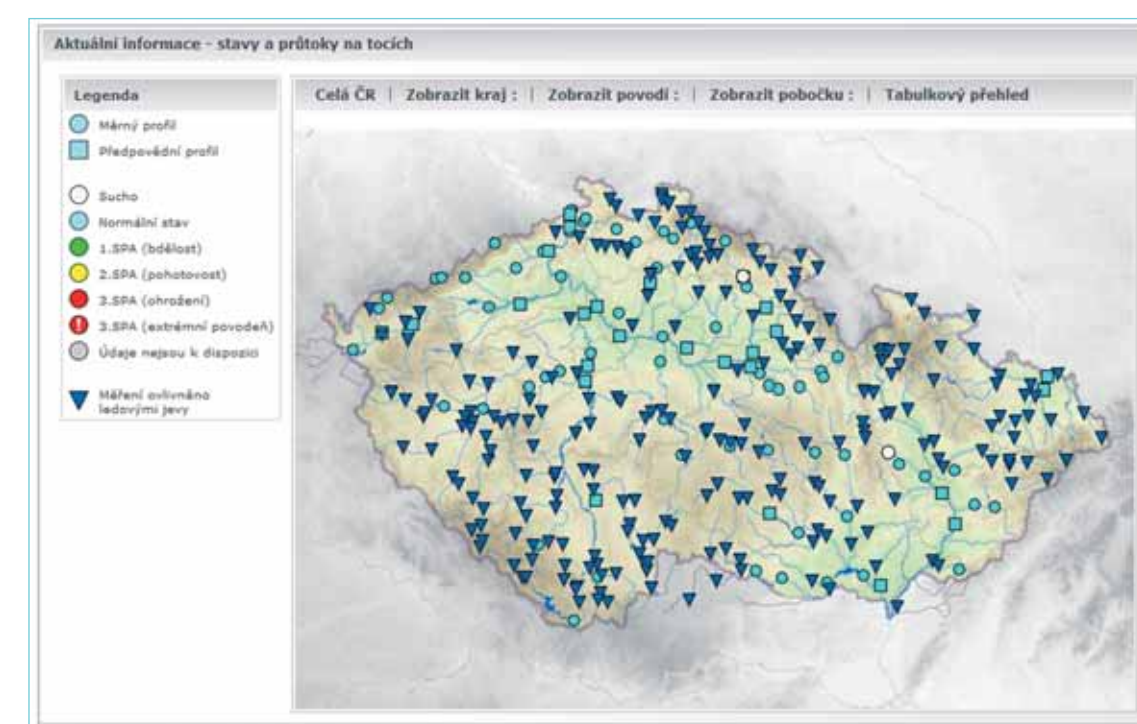 Aktuální informace - stavy a průtoky na tocích
Legenda
Měrný profil
Předpovědní profil
Sucho
Normální stav
1.SPA (bdělost)
2.SPA (pohotovost)
3.SPA (ohrožení)
3.SPA (extrémní povodeň)
Údaje nejsou k dispozici
Měření ovlivněno
ledovými jevy
Celá ČR | Zobrazit kraj : | Zobrazit povodí : | Zobrazit pobočku : | Tabulkový přehled